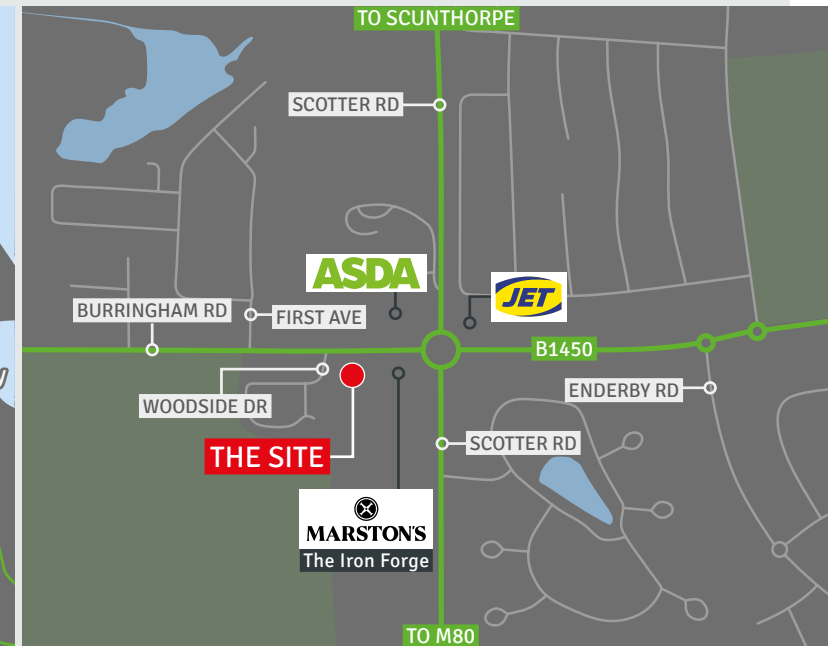 TO SCUNTHORPE
SCOTTER RD
ASDA
JET
BURRINGHAM RD
FIRST AVE
B1450
ENDERBY RD
WOODSIDE DR
SCOTTER RD
THE SITE
MARSTON'S
The Iron Forge
TO M80